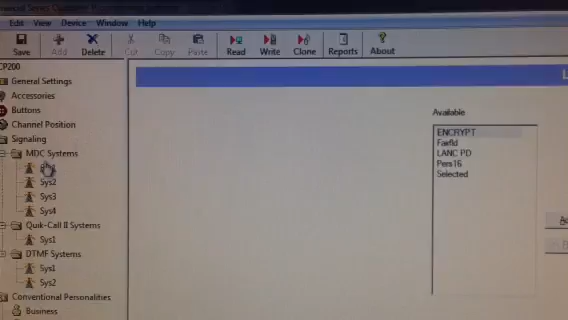 Edit View Device Window Help
Save Add Delete Cut Copy Paste Read Write Clone Reports About
CP200
General Settings
Accessories
Buttons
Channel Position
Signaling
MDC Systems
Sys2
Sys3
Sys4
Quik-Call II Systems
Sys1
DTMF Systems
Sys1
Sys2
Conventional Personalities
Business
Available
ENCRYPT
Fairfld
LANC PD
Pers16
Selected